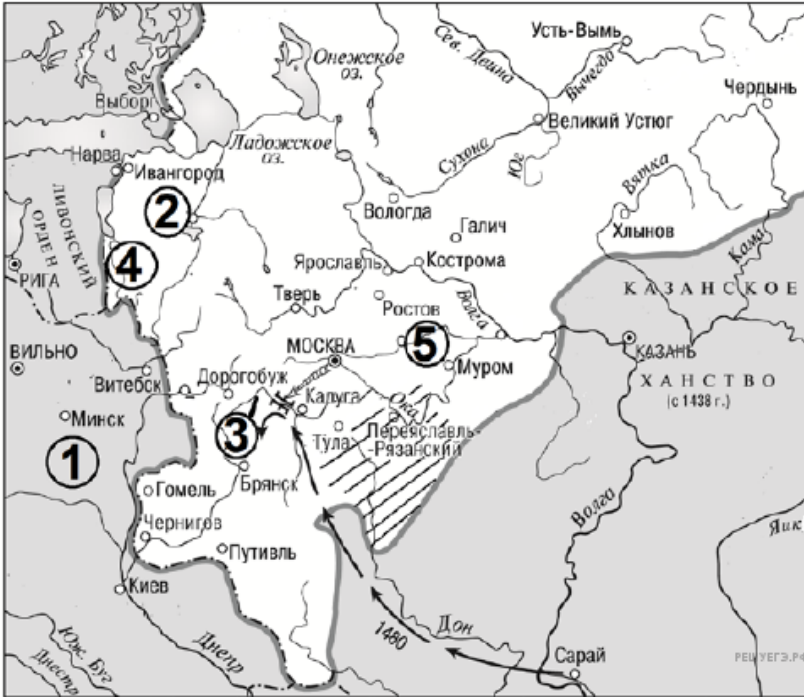 Усть-Вымь
Сев. Двина
Вычегда
Онежское
оз.
Чердынь
Выборг
Великий Устюг
Ладожское
оз.
Сухона
Юг
Вятка
Нарва
Ивангород
ЛИВОНСКИЙ
ОРДЕН
2
Вологда
Галич
Хлынов
Кама
4
РИГА
Ярославль
Кострома
Тверь
Ростов
Волга
КАЗАНСКОЕ
МОСКВА
5
КАЗАНЬ
ВИЛЬНО
Витебск
Дорогобуж
Муром
ХАНСТВО
(с 1438 г.)
Минск
Калуга
Ока
3
Тула
Переяславль-
-Рязанский
1
Брянск
Гомель
Волга
Чернигов
Яик
Путивль
Киев
1480
Дон
Юж. Буг
Днепр
Днестр
Сарай
РЕШУЕГЭ.РФ